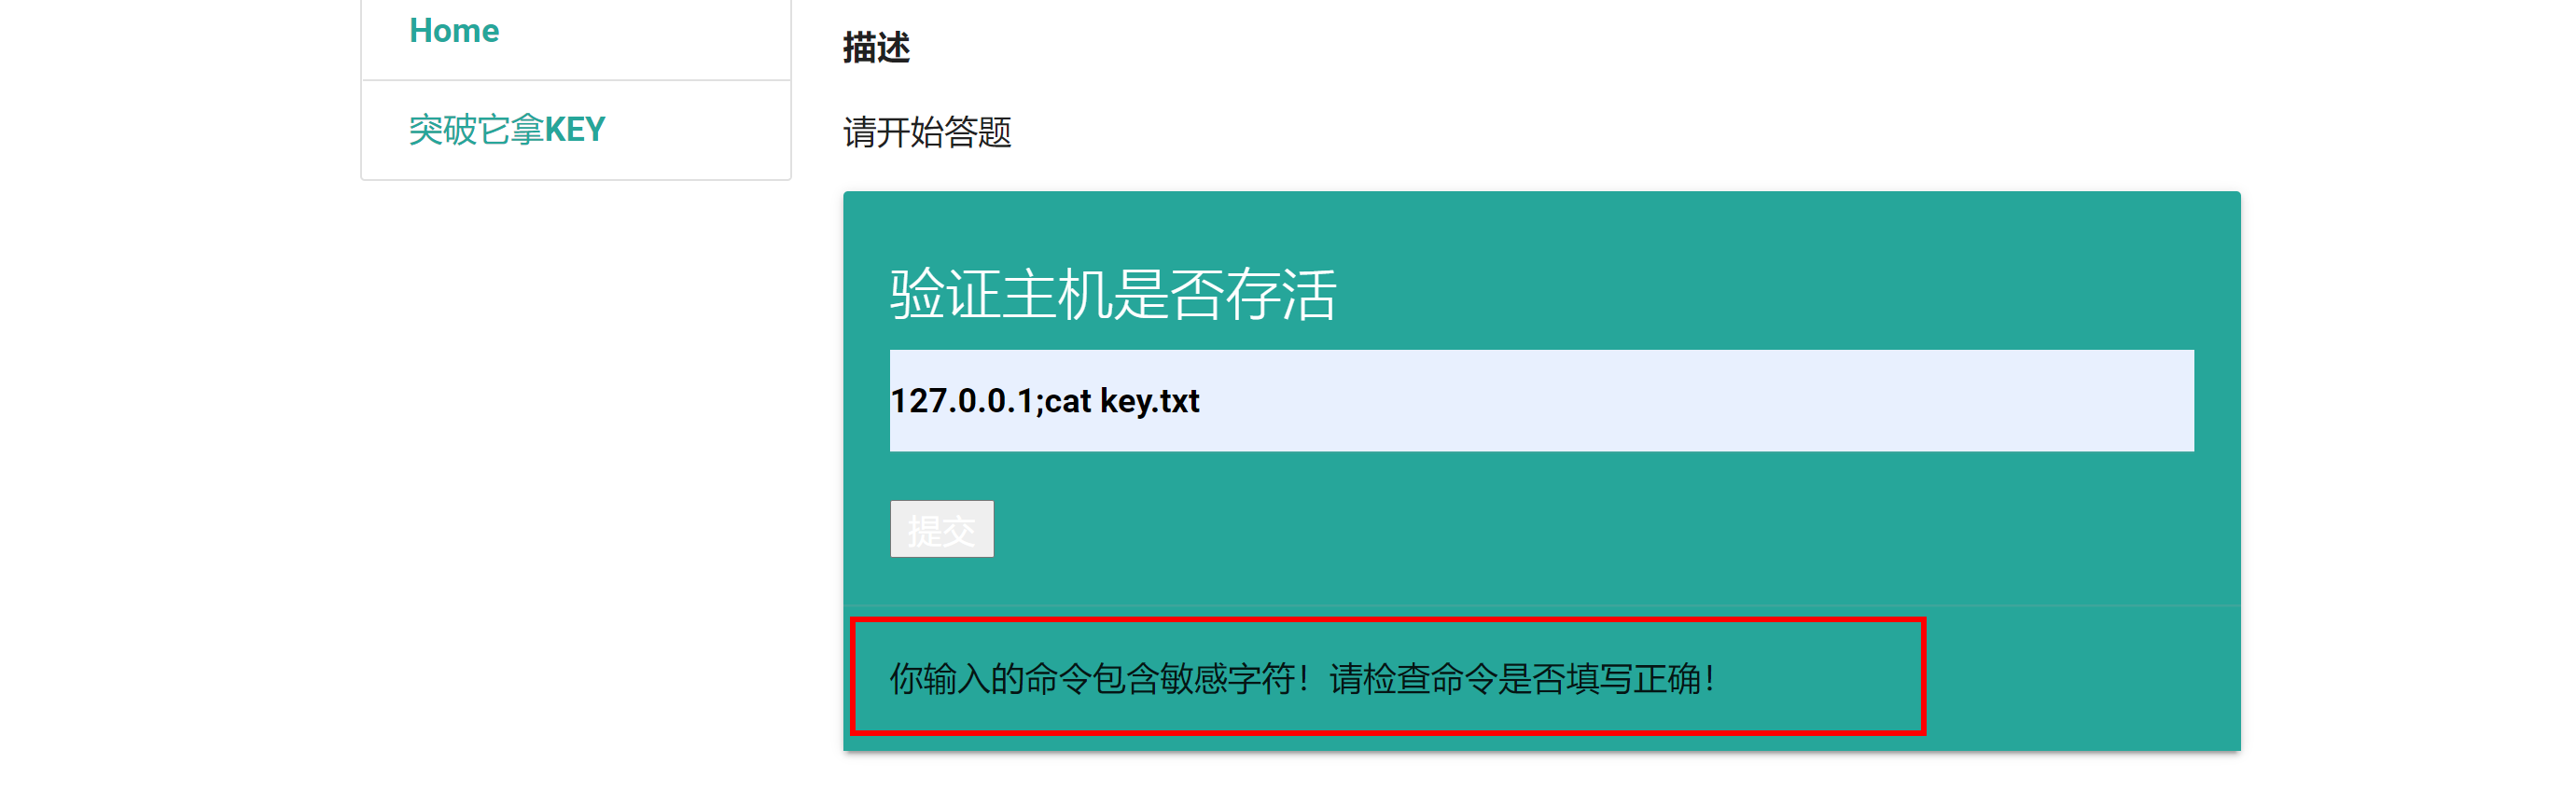 Home
突破它拿KEY
描述
请开始答题
验证主机是否存活
127.0.0.1;cat key.txt
提交
你输入的命令包含敏感字符！请检查命令是否填写正确！